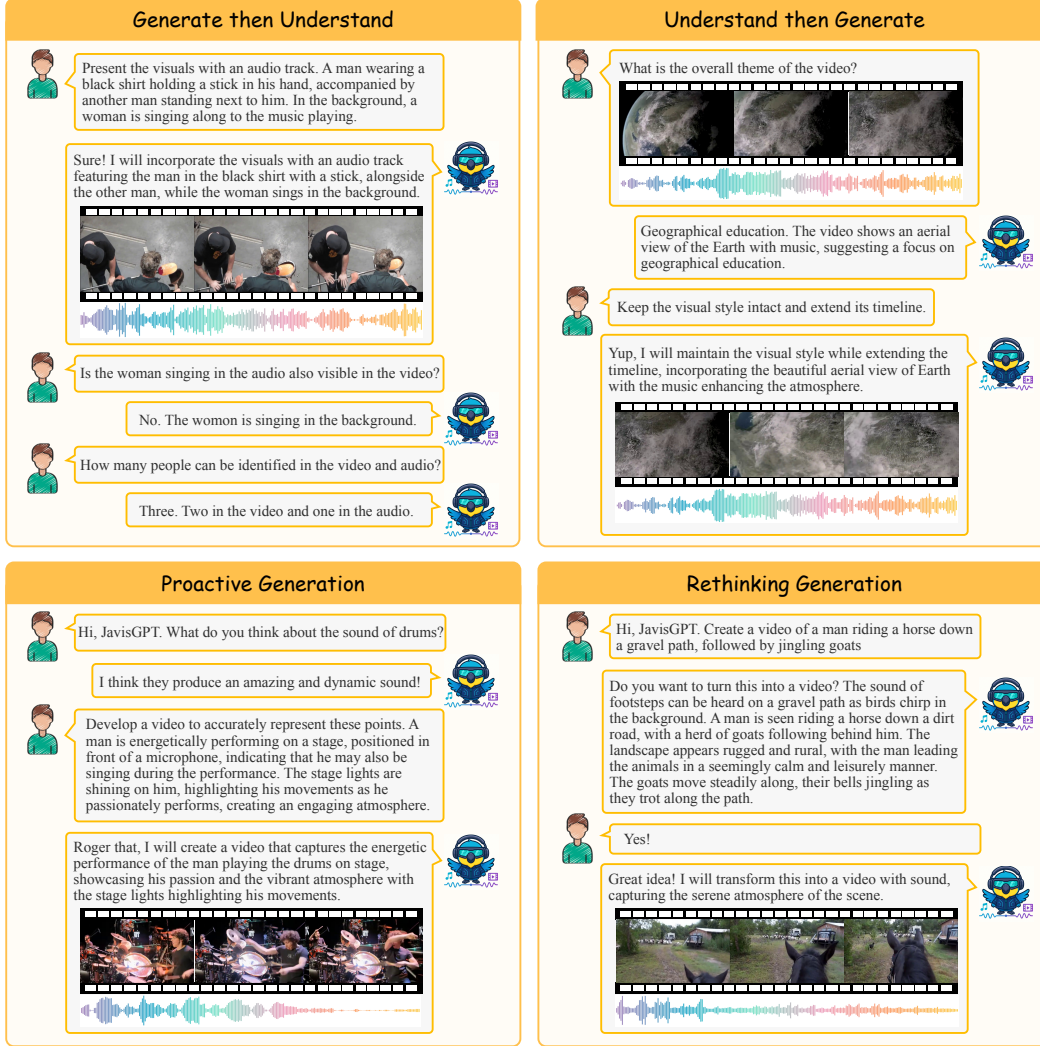 Generate then Understand
Present the visuals with an audio track. A man wearing a
black shirt holding a stick in his hand, accompanied by
another man standing next to him. In the background, a
woman is singing along to the music playing.
Sure! I will incorporate the visuals with an audio track
featuring the man in the black shirt with a stick, alongside
the other man, while the woman sings in the background.
Is the woman singing in the audio also visible in the video?
No. The womon is singing in the background.
How many people can be identified in the video and audio?
Three. Two in the video and one in the audio.
Understand then Generate
What is the overall theme of the video?
Geographical education. The video shows an aerial
view of the Earth with music, suggesting a focus on
geographical education.
Keep the visual style intact and extend its timeline.
Yup, I will maintain the visual style while extending the
timeline, incorporating the beautiful aerial view of Earth
with the music enhancing the atmosphere.
Proactive Generation
Hi, JavisGPT. What do you think about the sound of drums?
I think they produce an amazing and dynamic sound!
Develop a video to accurately represent these points. A
man is energetically performing on a stage, positioned in
front of a microphone, indicating that he may also be
singing during the performance. The stage lights are
shining on him, highlighting his movements as he
passionately performs, creating an engaging atmosphere.
Roger that, I will create a video that captures the energetic
performance of the man playing the drums on stage,
showcasing his passion and the vibrant atmosphere with
the stage lights highlighting his movements.
Rethinking Generation
Hi, JavisGPT. Create a video of a man riding a horse down
a gravel path, followed by jingling goats
Do you want to turn this into a video? The sound of
footsteps can be heard on a gravel path as birds chirp in
the background. A man is seen riding a horse down a dirt
road, with a herd of goats following behind him. The
landscape appears rugged and rural, with the man leading
the animals in a seemingly calm and leisurely manner.
The goats move steadily along, their bells jingling as
they trot along the path.
Yes!
Great idea! I will transform this into a video with sound,
capturing the serene atmosphere of the scene.